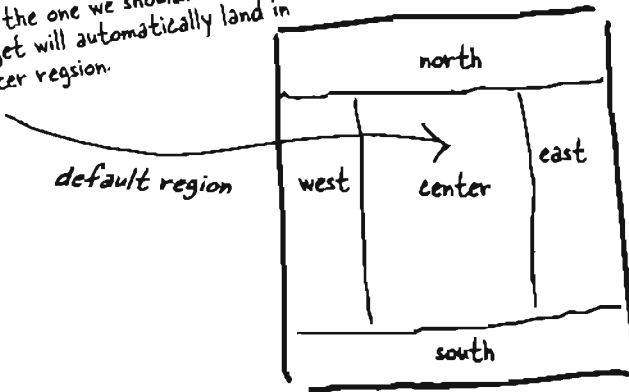 the one we
will automatically land in
regsion.
north
default region
west
center
east
south